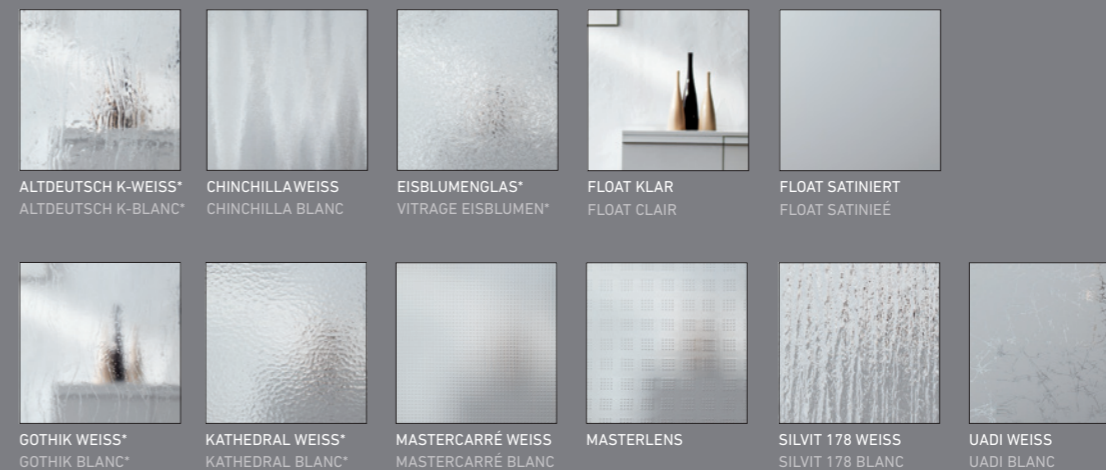 ALTDEUTSCH K-WEISS*
ALTDEUTSCH K-BLANC*
CHINCHILLA WEISS
CHINCHILLA BLANC
EISBLUMENGLAS*
VITRAGE EISBLUMEN*
FLOAT KLAR
FLOAT CLAIR
FLOAT SATINIERT
FLOAT SATINIEÉ
GOTHIK WEISS*
GOTHIK BLANC*
KATHEDRAL WEISS*
KATHEDRAL BLANC*
MASTERCARRÉ WEISS
MASTERCARRÉ BLANC
MASTERLENS
SILVIT 178 WEISS
SILVIT 178 BLANC
UADI WEISS
UADI BLANC